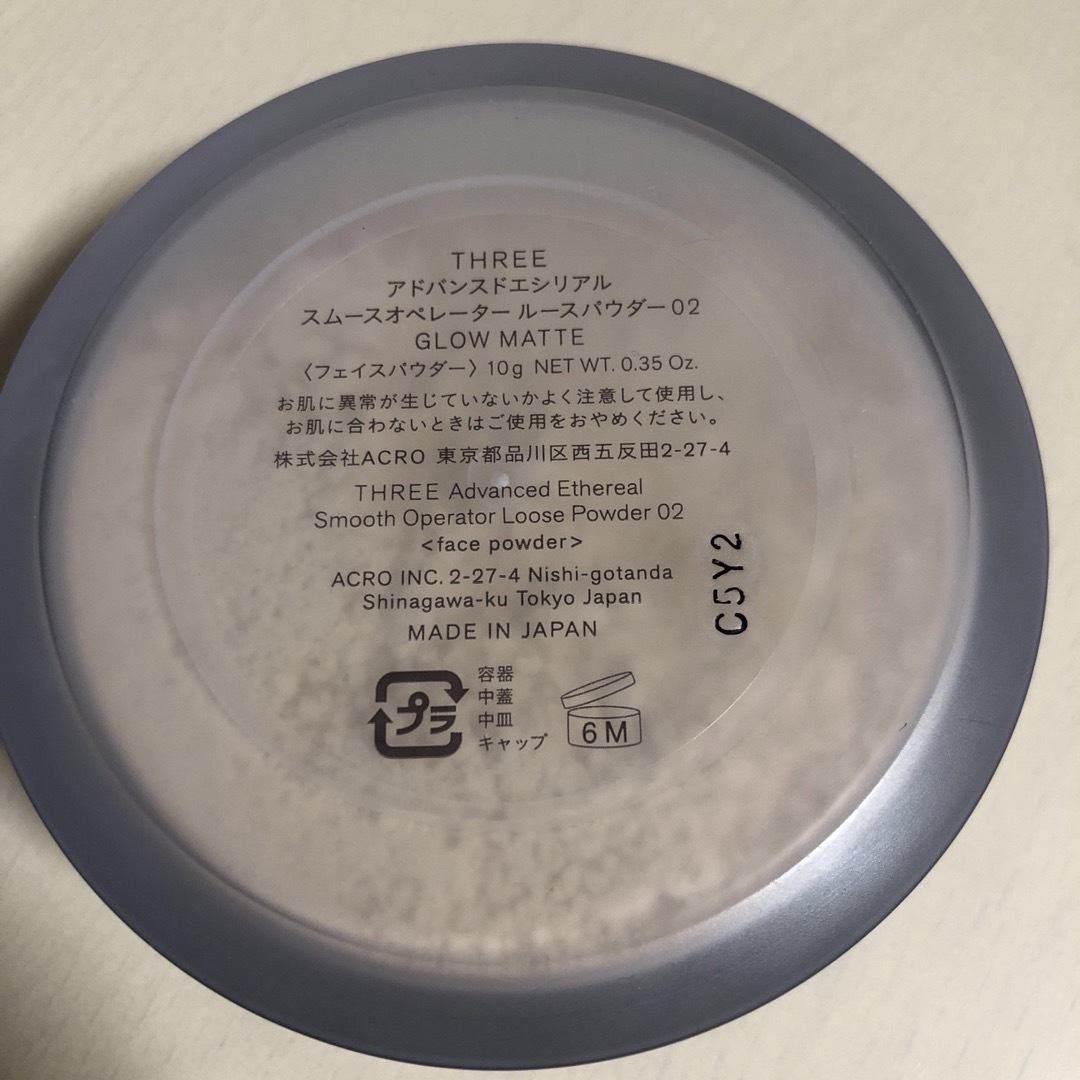 THREE
アドバンスドエシリアル
スムースオペレーター ルースパウダー 02
GLOW MATTE
〈フェイスパウダー〉10g NET WT. 0.35 Oz.
お肌に異常が生じていないかよく注意して使用し、
お肌に合わないときはご使用をおやめください。
株式会社ACRO 東京都品川区西五反田2-27-4
THREE Advanced Ethereal
Smooth Operator Loose Powder 02
<face powder>
ACRO INC. 2-27-4 Nishi-gotanda
Shinagawa-ku Tokyo Japan
MADE IN JAPAN
C5Y2
プラ
容器
中蓋
中皿
キャップ
6M